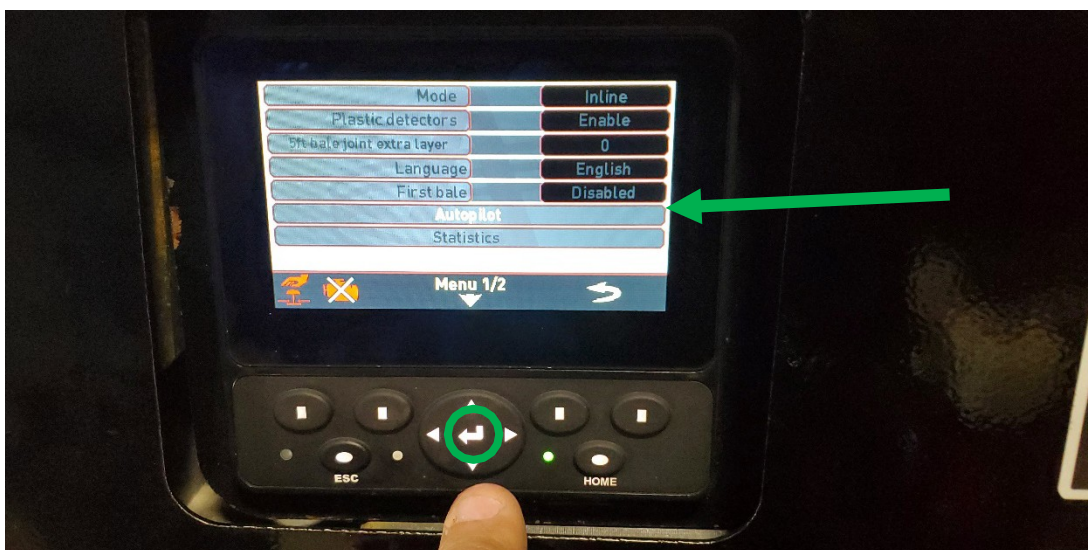 Mode Inline
Plastic detectors Enable
5ft bale joint extra layer 0
Language English
First bale Disabled
Autopilot
Statistics
Menu 1/2
ESC
HOME